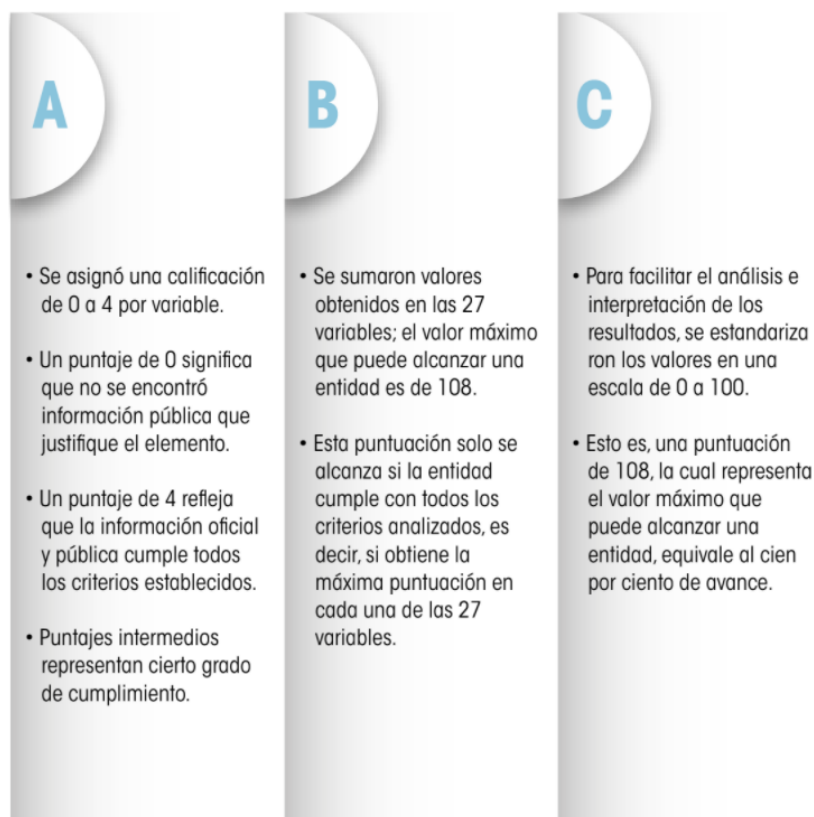 A
• Se asignó una calificación
de 0 a 4 por variable.
• Un puntaje de 0 significa
que no se encontró
información pública que
justifique el elemento.
• Un puntaje de 4 refleja
que la información oficial
y pública cumple todos
los criterios establecidos.
• Puntajes intermedios
representan cierto grado
de cumplimiento.
B
• Se sumaron valores
obtenidos en las 27
variables; el valor máximo
que puede alcanzar una
entidad es de 108.
• Esta puntuación solo se
alcanza si la entidad
cumple con todos los
criterios analizados, es
decir, si obtiene la
máxima puntuación en
cada una de las 27
variables.
C
• Para facilitar el análisis e
interpretación de los
resultados, se estandariza
ron los valores en una
escala de 0 a 100.
• Esto es, una puntuación
de 108, la cual representa
el valor máximo que
puede alcanzar una
entidad, equivale al cien
por ciento de avance.